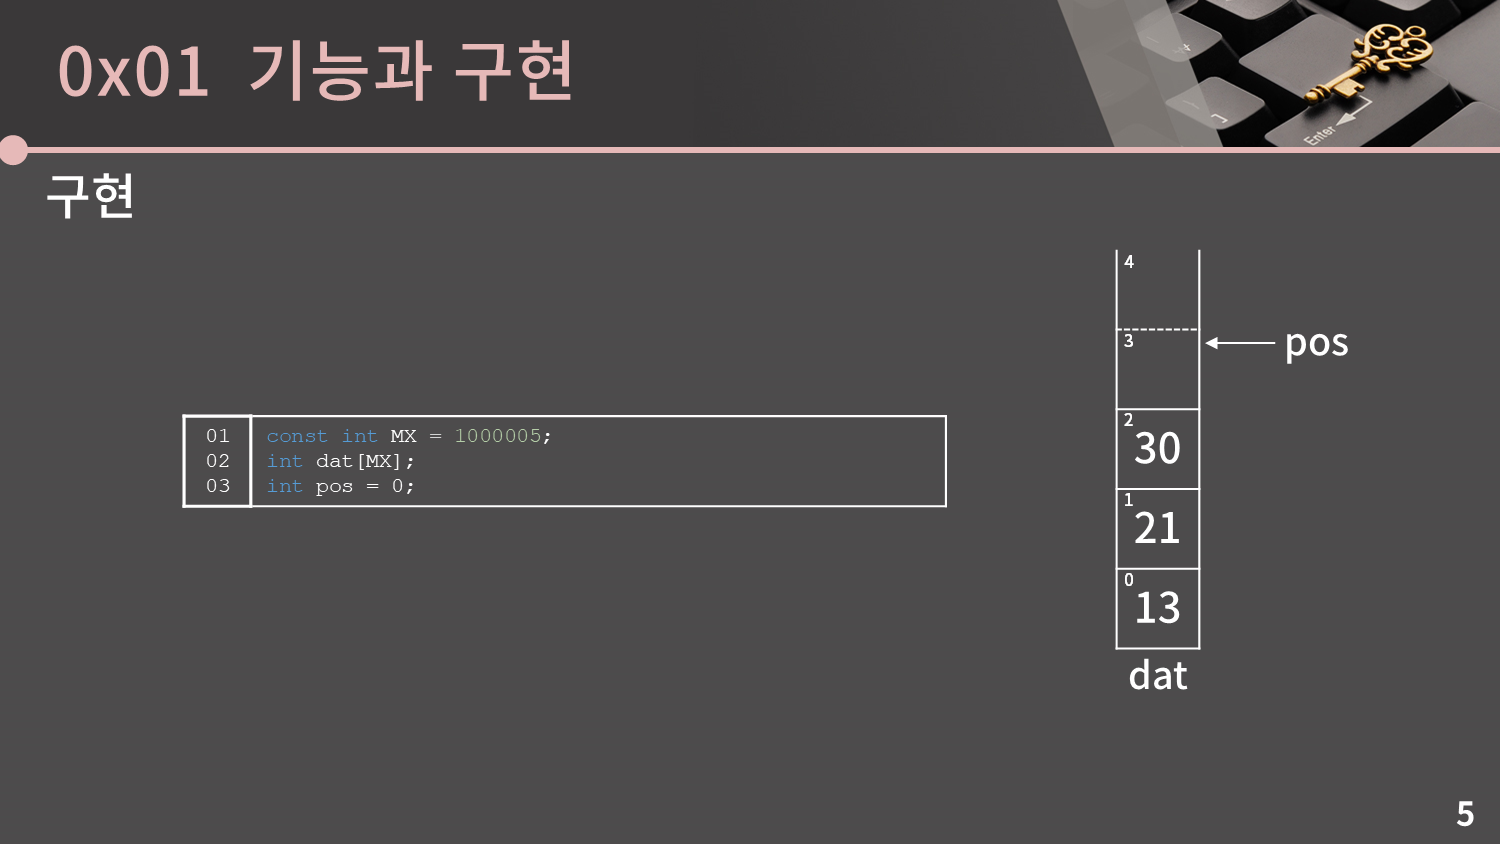 0x01 기능과 구현
Enter
구현
01 const int MX = 1000005;
02 int dat[MX];
03 int pos = 0;
4
3
pos
2
30
1
21
0
13
dat
5